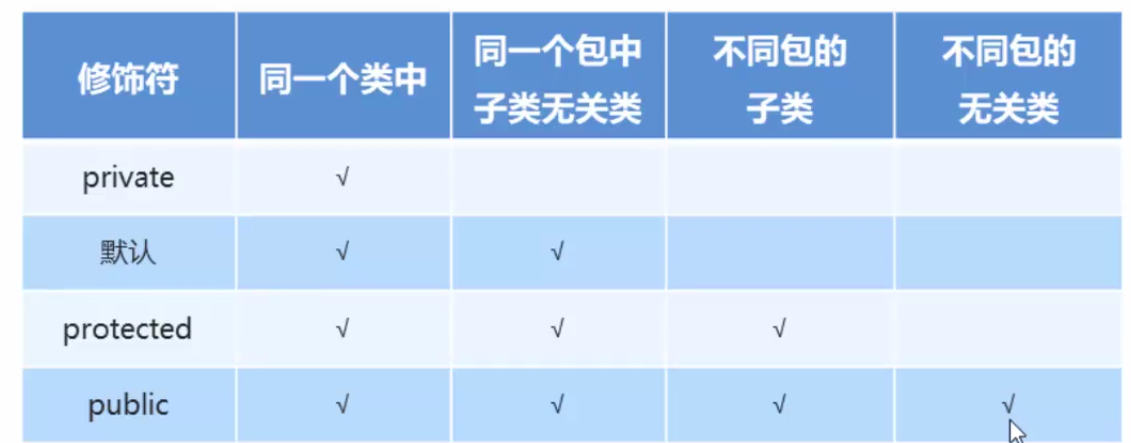 修饰符 同一个类中 同一个包中 不同包的 不同包的
子类无关类 子类 无关类
private √
默认 √ √
protected √ √ √
public √ √ √ √